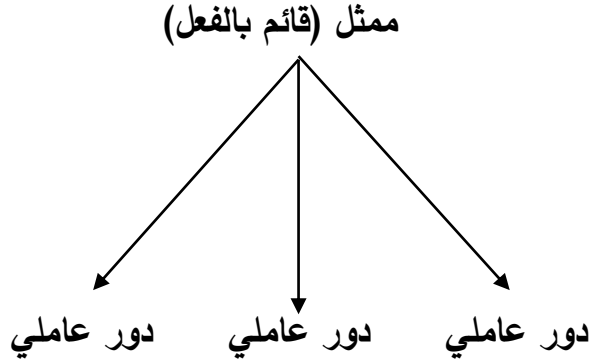 ممثل (قائم بالفعل)
دور عاملي دور عاملي دور عاملي